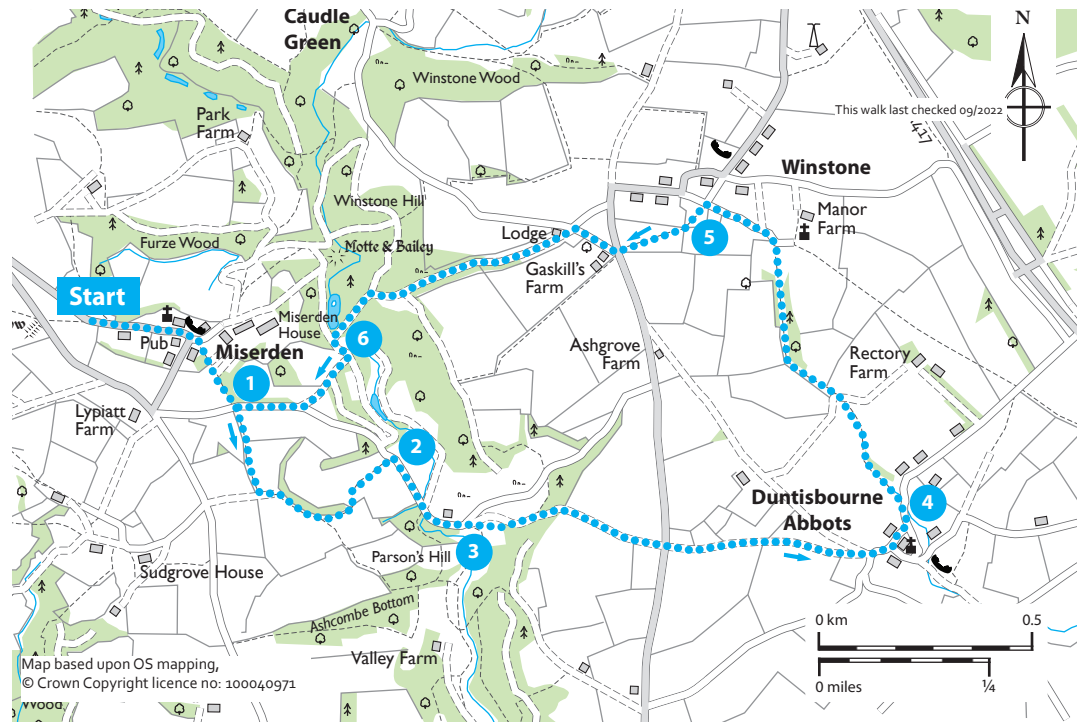 Caudle
Green
N
Winstone Wood
This walk last checked 09/2022
Park
Farm
417
Winstone
Winstone Hill
Manor
Farm
Furze Wood
Motte & Bailey
Lodge
5
Gaskill's
Farm
Start
Miserden
House
Pub
Miserden
6
Ashgrove
Farm
Rectory
Farm
1
Lypiatt
Farm
2
Duntisbourne
Abbots
4
3
Parson's Hill
Sudgrove House
Ashcombe Bottom
Valley Farm
0 km
0.5
0 miles
¼
Map based upon OS mapping,
© Crown Copyright licence no: 100040971
Wood